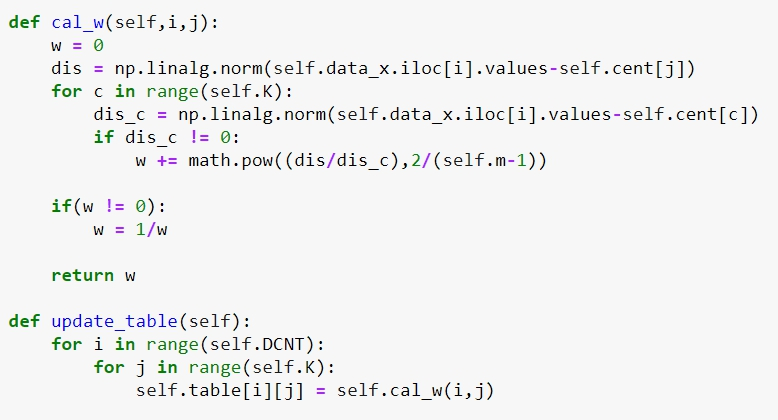 def cal_w(self,i,j):
    w = 0
    dis = np.linalg.norm(self.data_x.iloc[i].values-self.cent[j])
    for c in range(self.K):
        dis_c = np.linalg.norm(self.data_x.iloc[i].values-self.cent[c])
        if dis_c != 0:
            w += math.pow((dis/dis_c),2/(self.m-1))

    if(w != 0):
        w = 1/w

    return w

def update_table(self):
    for i in range(self.DCNT):
        for j in range(self.K):
            self.table[i][j] = self.cal_w(i,j)